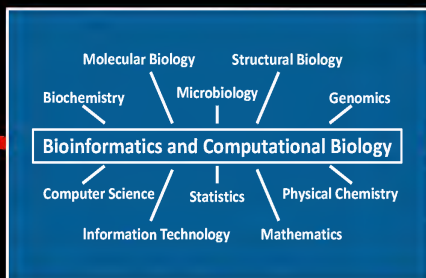 Molecular Biology Structural Biology
Biochemistry Microbiology Genomics
Bioinformatics and Computational Biology
Computer Science Statistics Physical Chemistry
Information Technology Mathematics